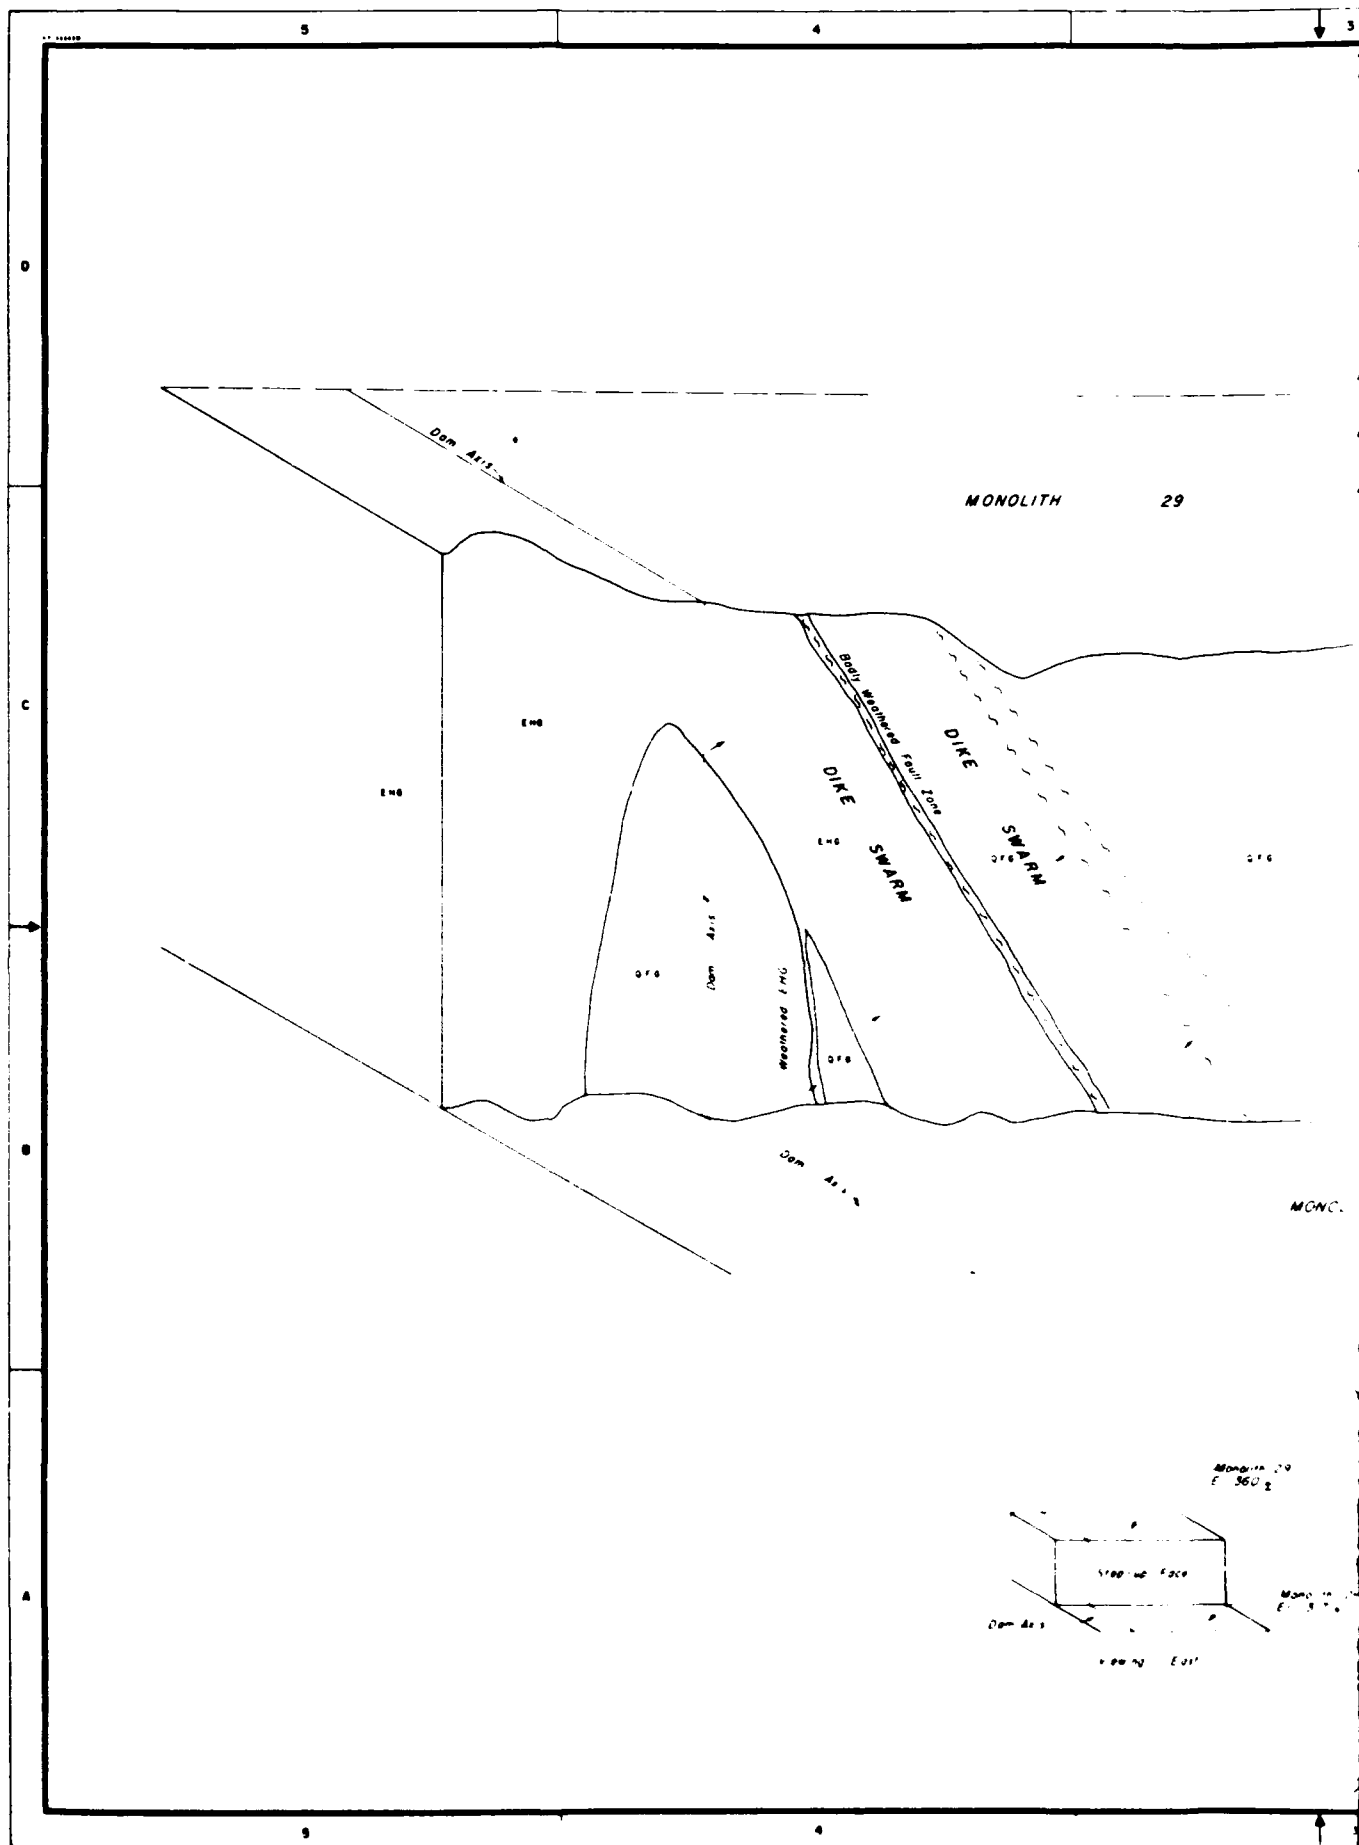 5 4 3
D
Dam Axis
MONOLITH 29
C
Badly Weathered Fault Zone
EHG
DIKE SWARM
DIKE SWARM
EHG
EHG
QFG
QFG
Dam Axis
Weathered EHG
QFG
QFG
B
Dam Axis
Monolith 29
Step-up Face
A
Dam Axis
Viewing East
4